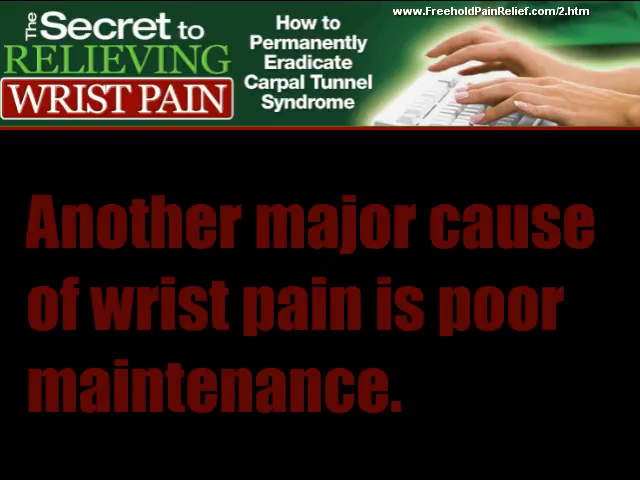 The Secret to
RELIEVING
WRIST PAIN
How to
Permanently
Eradicate
Carpal Tunnel
Syndrome
www.FreeholdPainRelief.com/2.htm
Another major cause
of wrist pain is poor
maintenance.